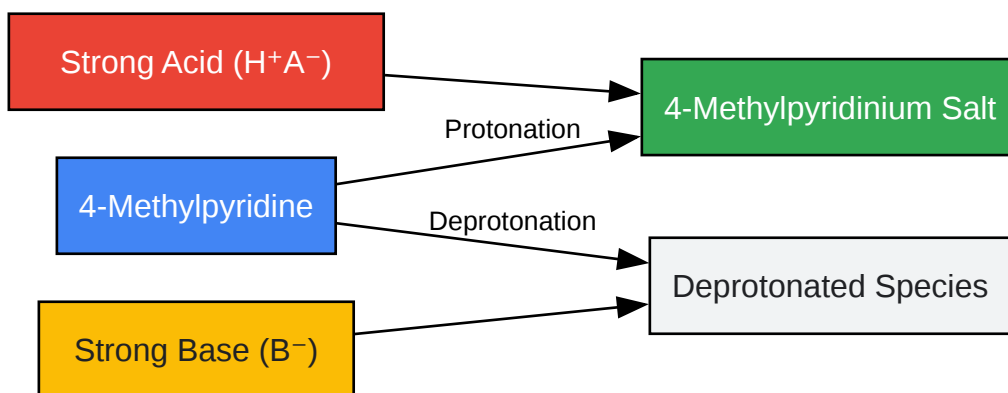 Strong Acid (H⁺A⁻)
4-Methylpyridinium Salt
Protonation
4-Methylpyridine
Deprotonation
Deprotonated Species
Strong Base (B⁻)